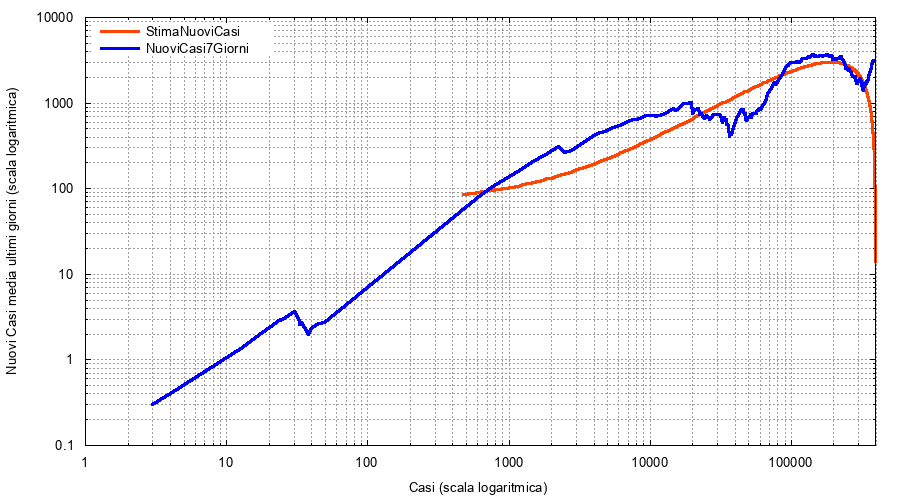 10000
1000
100
10
1
0.1
Nuovi Casi media ultimi giorni (scala logaritmica)
StimaNuoviCasi
NuoviCasi7Giorni
1 10 100 1000 10000 100000
Casi (scala logaritmica)